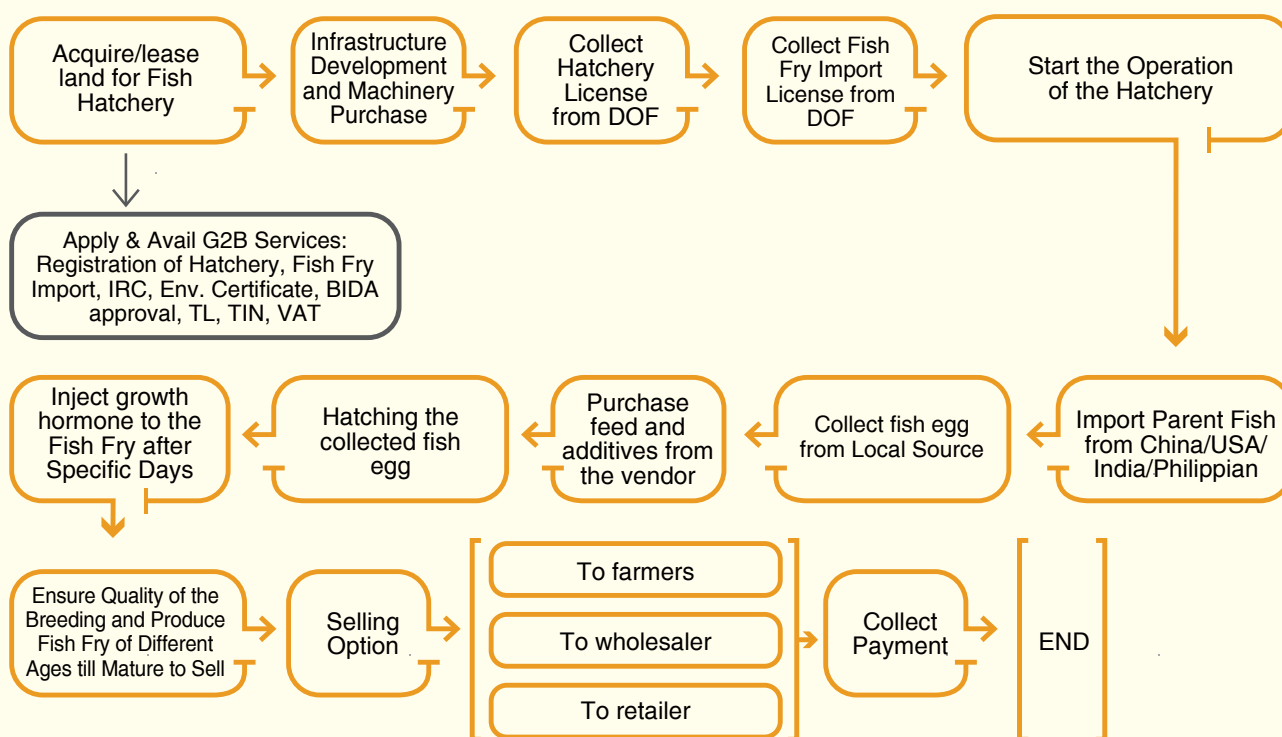 Acquire/lease
land for Fish
Hatchery
Infrastructure
Development
and Machinery
Purchase
Collect
Hatchery
License
from DOF
Collect Fish
Fry Import
License from
DOF
Start the Operation
of the Hatchery
Apply & Avail G2B Services:
Registration of Hatchery, Fish Fry
Import, IRC, Env. Certificate, BIDA
approval, TL, TIN, VAT
Inject growth
hormone to the
Fish Fry after
Specific Days
Hatching the
collected fish
egg
Purchase
feed and
additives from
the vendor
Collect fish egg
from Local Source
Import Parent Fish
from China/USA/
India/Philippian
Ensure Quality of the
Breeding and Produce
Fish Fry of Different
Ages till Mature to Sell
Selling
Option
To farmers
To wholesaler
To retailer
Collect
Payment
END